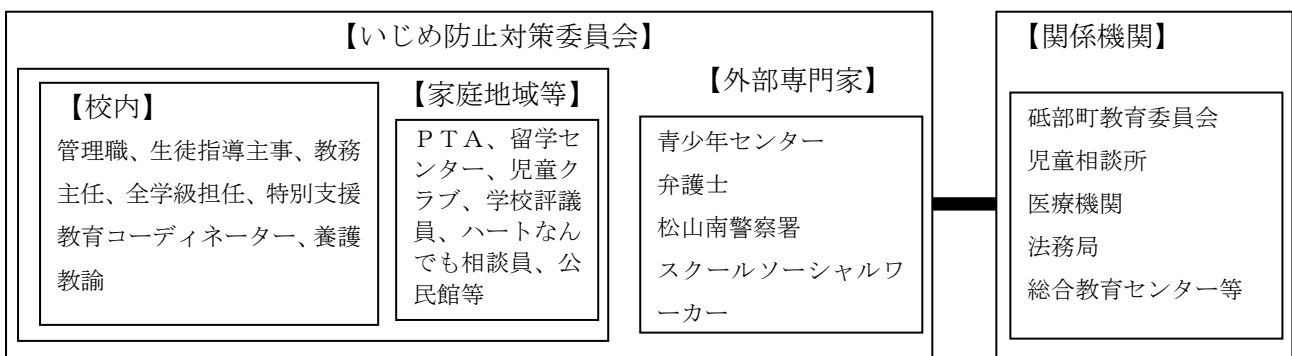 【いじめ防止対策委員会】
【校内】
管理職、生徒指導主事、教務
主任、全学級担任、特別支援
教育コーディネーター、養護
教諭
【家庭地域等】
ＰＴＡ、留学セ
ンター、児童ク
ラブ、学校評議
員、ハートなん
でも相談員、公
民館等
【外部専門家】
青少年センター
弁護士
松山南警察署
スクールソーシャルワ
ーカー
【関係機関】
砥部町教育委員会
児童相談所
医療機関
法務局
総合教育センター等